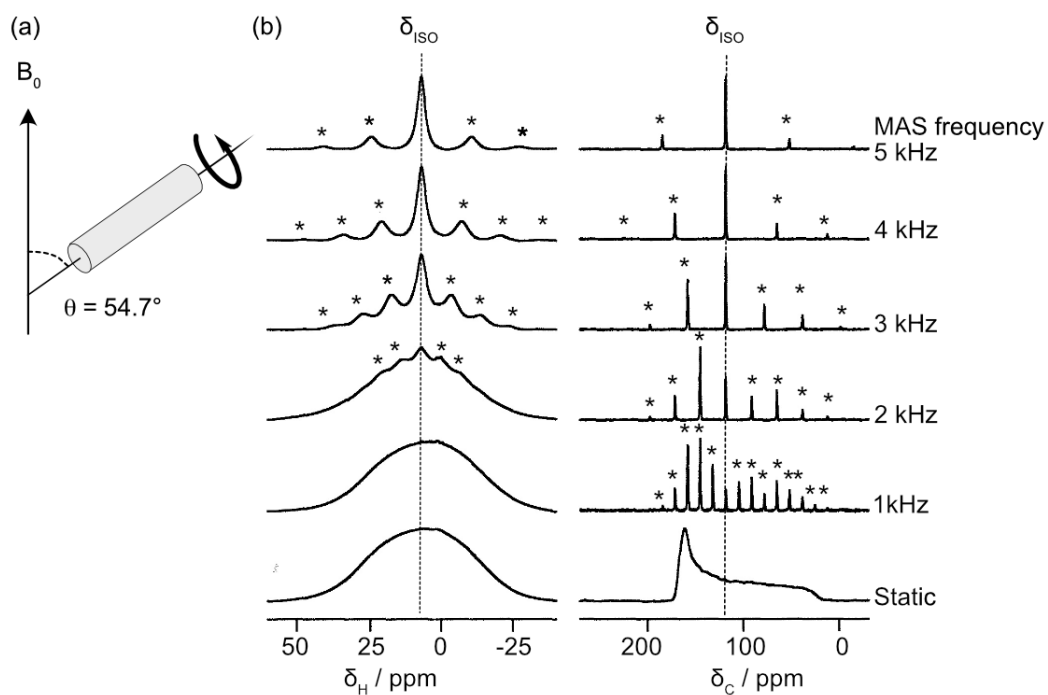 (a)
B0
θ = 54.7°
(b)
δISO
δISO
* * * *
* * *
MAS frequency
5 kHz
* * * * * *
* * * *
4 kHz
* * * * * *
* * * * *
3 kHz
* * * * *
* * * * * * *
2 kHz
* * * * * * * * * * * * *
1kHz
Static
50 25 0 -25
δH / ppm
200 100 0
δC / ppm